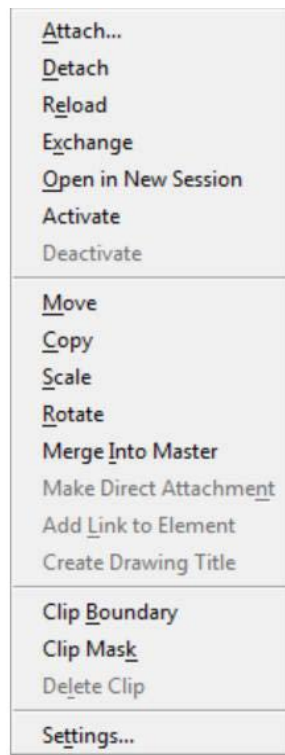 Attach...
Detach
Reload
Exchange
Open in New Session
Activate
Deactivate
Move
Copy
Scale
Rotate
Merge Into Master
Make Direct Attachment
Add Link to Element
Create Drawing Title
Clip Boundary
Clip Mask
Delete Clip
Settings...